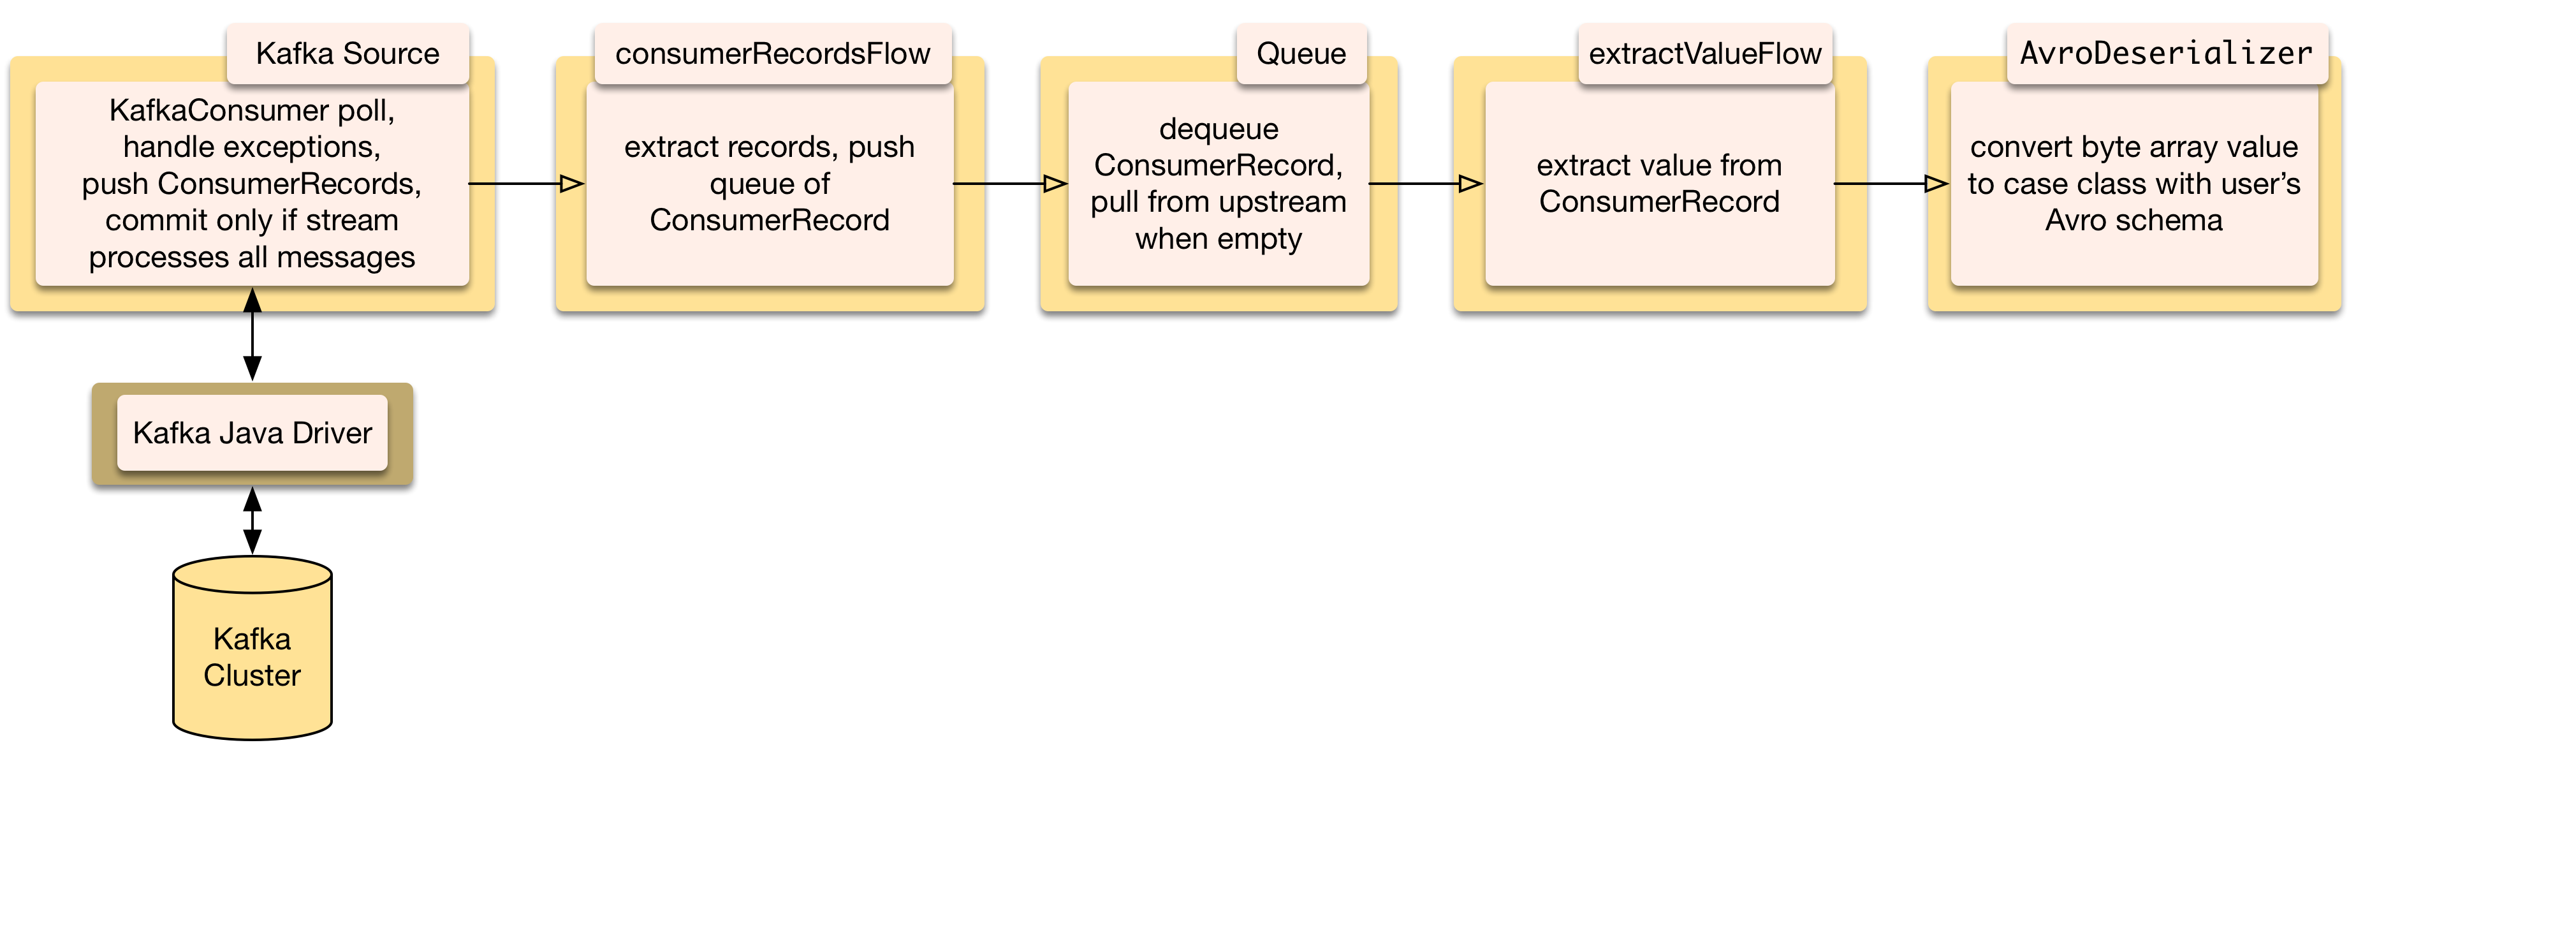 Kafka Source
KafkaConsumer poll,
handle exceptions,
push ConsumerRecords,
commit only if stream
processes all messages
consumerRecordsFlow
extract records, push
queue of
ConsumerRecord
Queue
dequeue
ConsumerRecord,
pull from upstream
when empty
extractValueFlow
extract value from
ConsumerRecord
AvroDeserializer
convert byte array value
to case class with user’s
Avro schema
Kafka Java Driver
Kafka
Cluster